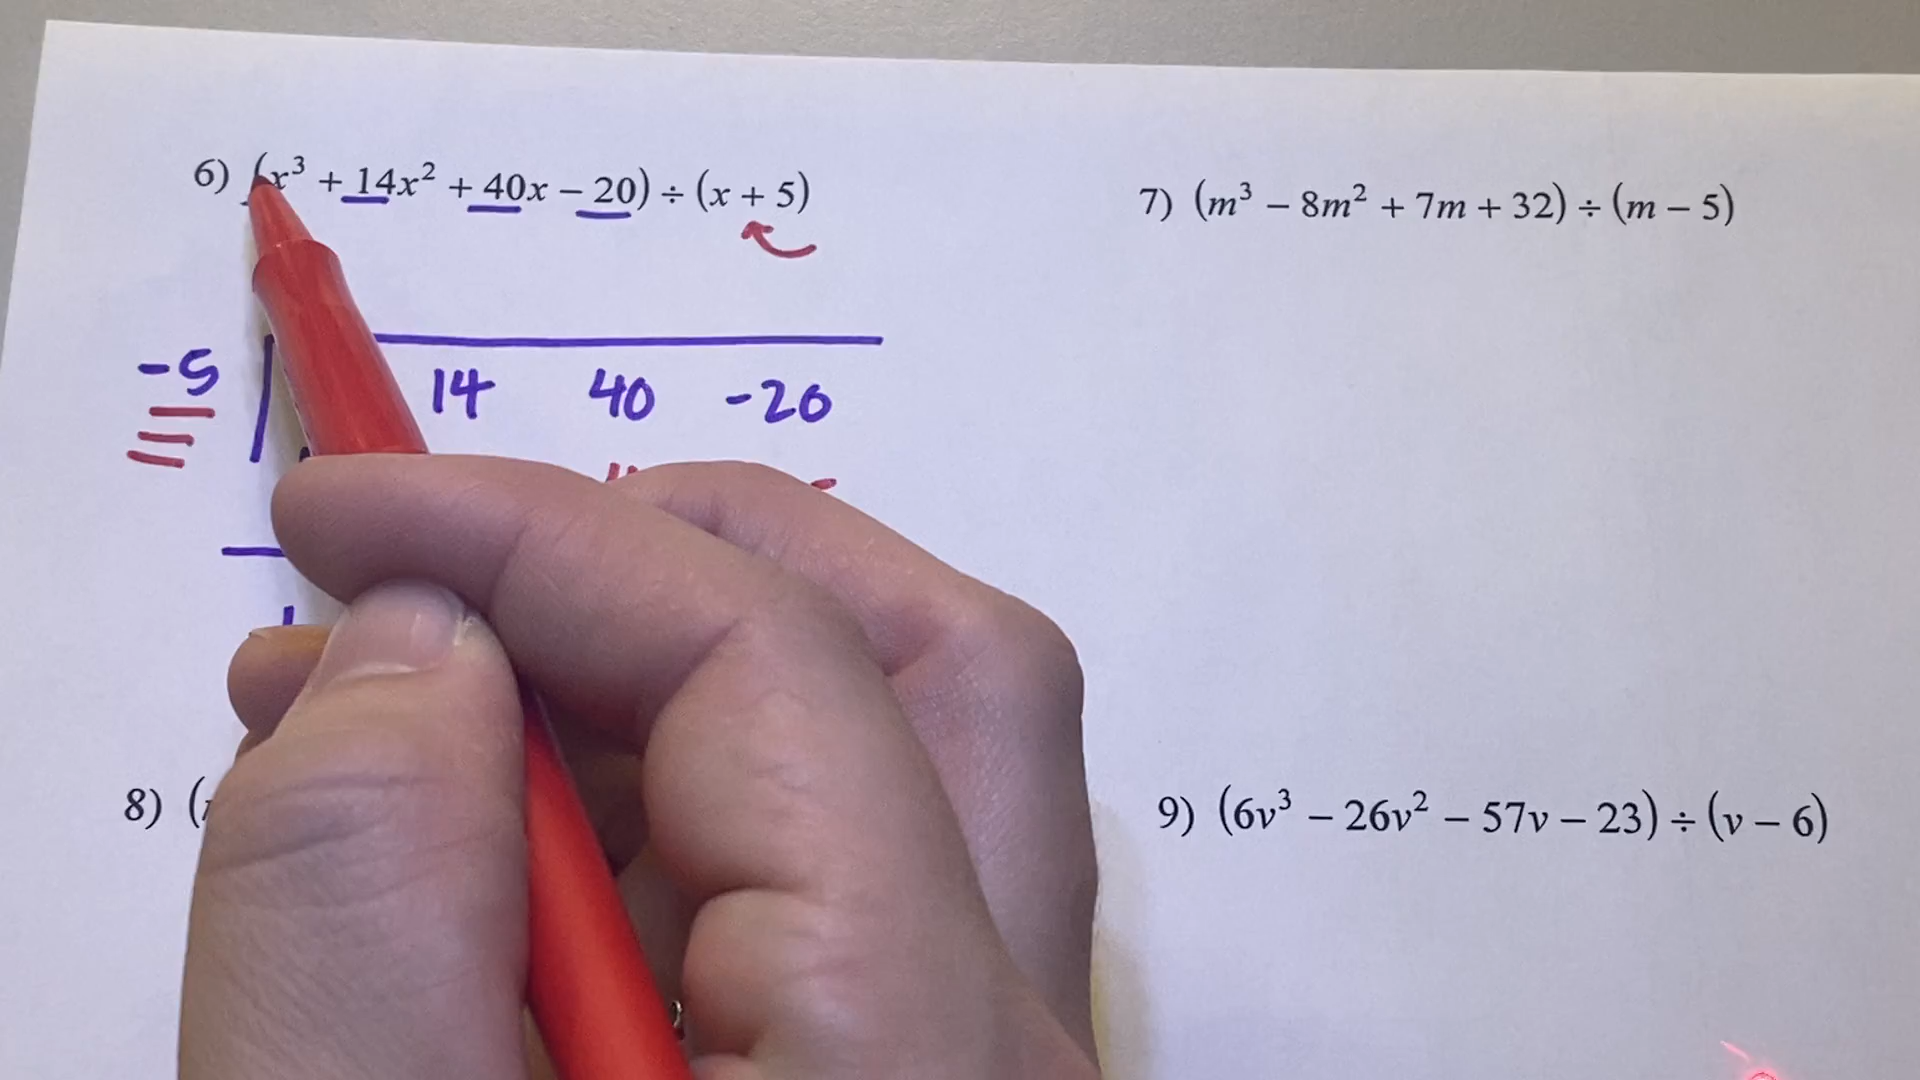 6) (x³ + 14x² + 40x − 20) ÷ (x + 5)
7) (m³ − 8m² + 7m + 32) ÷ (m − 5)
-5 14 40 -20
8) (
9) (6v³ − 26v² − 57v − 23) ÷ (v − 6)